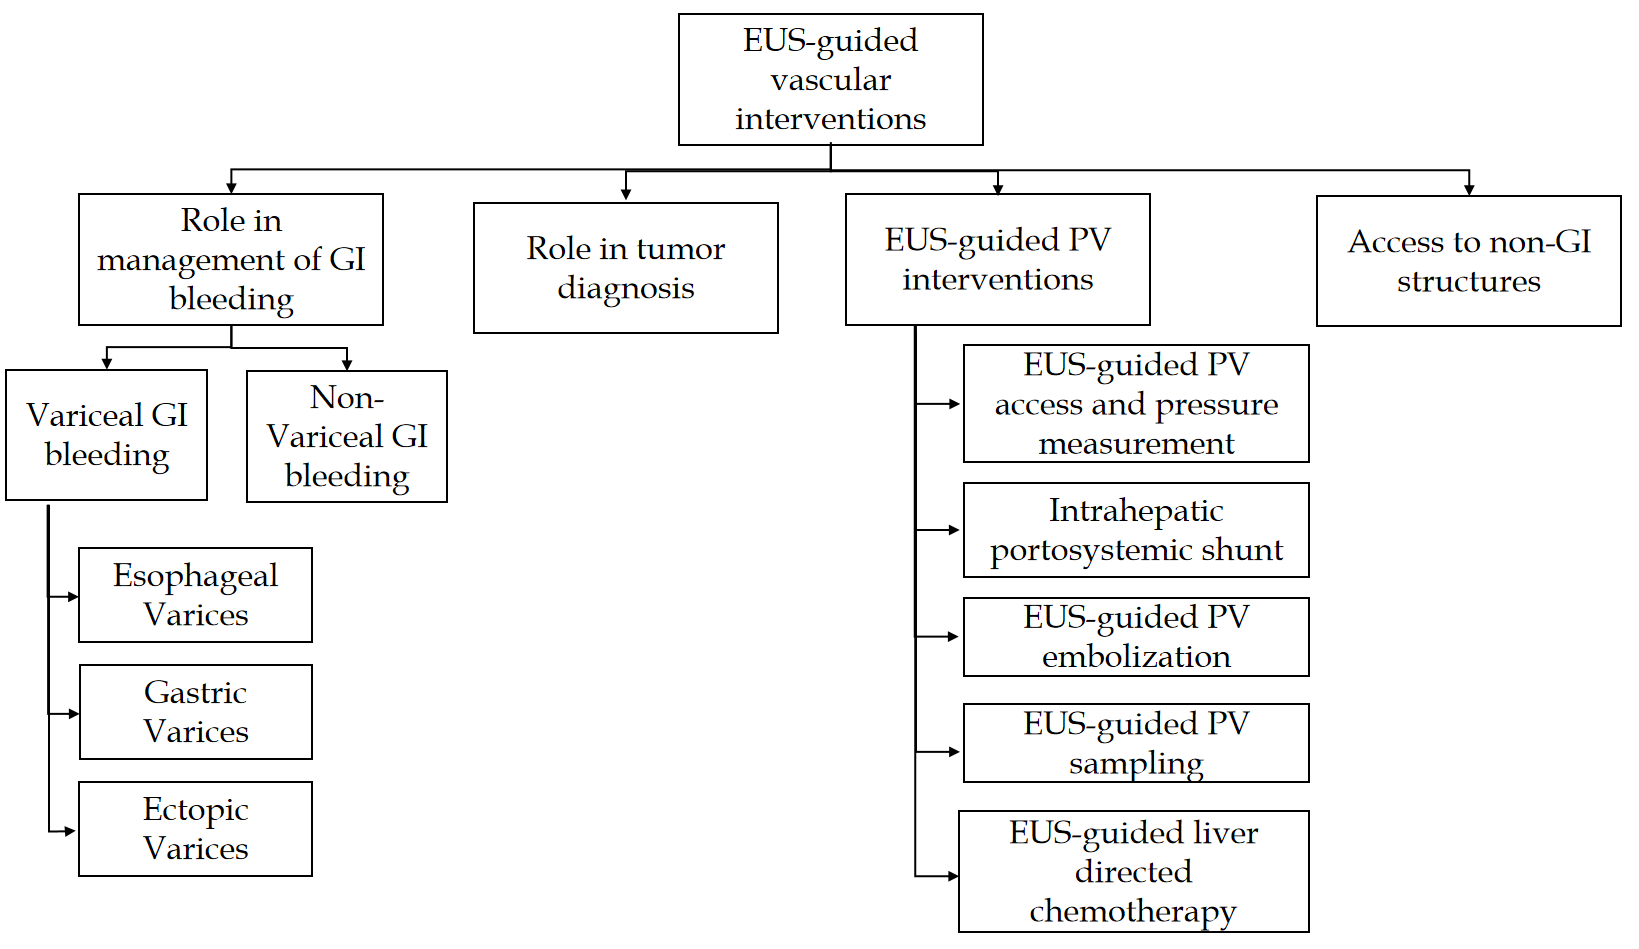 EUS-guided
vascular
interventions
Role in
management of GI
bleeding
Role in tumor
diagnosis
EUS-guided PV
interventions
Access to non-GI
structures
Variceal GI
bleeding
Non-
Variceal GI
bleeding
Esophageal
Varices
Gastric
Varices
Ectopic
Varices
EUS-guided PV
access and pressure
measurement
Intrahepatic
portosystemic shunt
EUS-guided PV
embolization
EUS-guided PV
sampling
EUS-guided liver
directed
chemotherapy